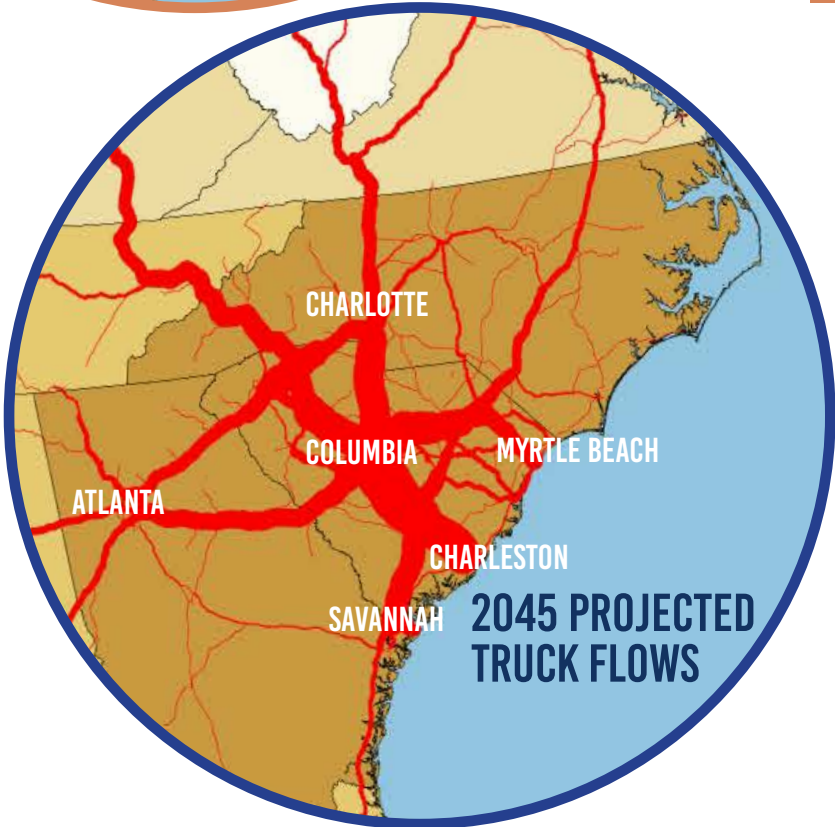 CHARLOTTE
COLUMBIA
MYRTLE BEACH
ATLANTA
CHARLESTON
SAVANNAH
2045 PROJECTED
TRUCK FLOWS